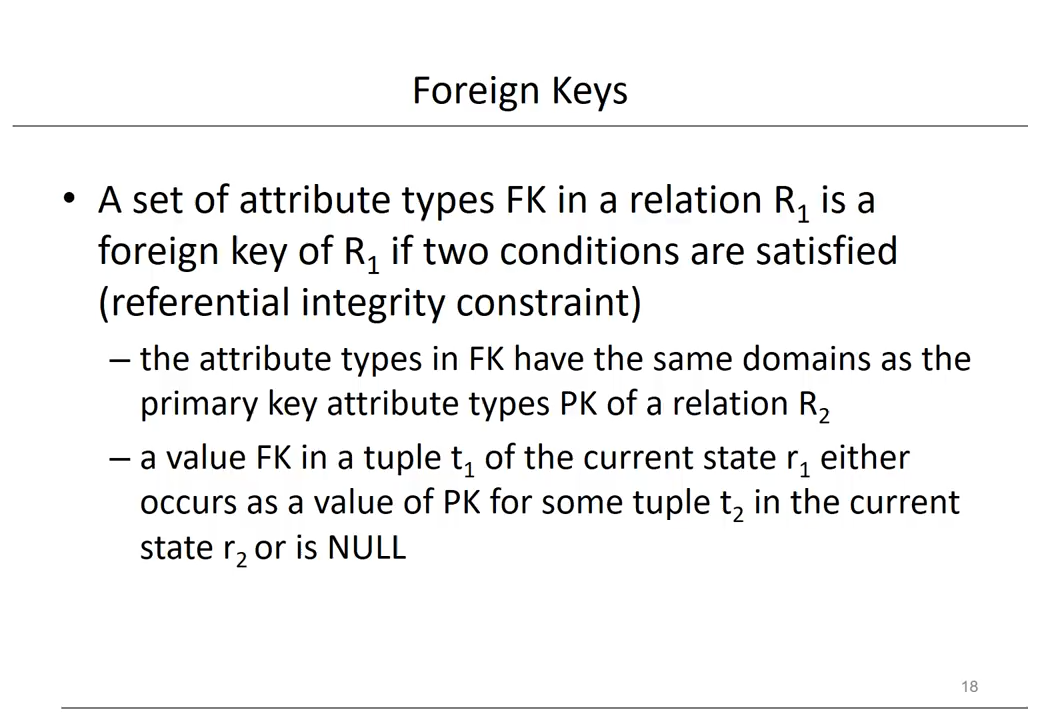 Foreign Keys
• A set of attribute types FK in a relation R₁ is a
foreign key of R₁ if two conditions are satisfied
(referential integrity constraint)
– the attribute types in FK have the same domains as the
primary key attribute types PK of a relation R₂
– a value FK in a tuple t₁ of the current state r₁ either
occurs as a value of PK for some tuple t₂ in the current
state r₂ or is NULL
18